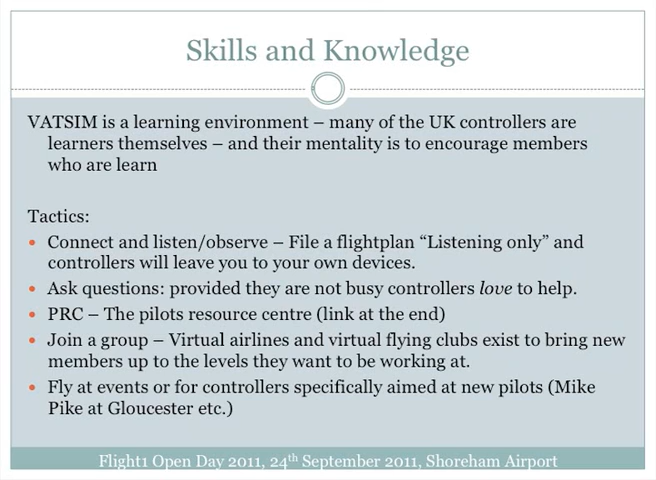 Skills and Knowledge
VATSIM is a learning environment – many of the UK controllers are
learners themselves – and their mentality is to encourage members
who are learn
Tactics:
• Connect and listen/observe – File a flightplan “Listening only” and
controllers will leave you to your own devices.
• Ask questions: provided they are not busy controllers love to help.
• PRC – The pilots resource centre (link at the end)
• Join a group – Virtual airlines and virtual flying clubs exist to bring new
members up to the levels they want to be working at.
• Fly at events or for controllers specifically aimed at new pilots (Mike
Pike at Gloucester etc.)
Flight1 Open Day 2011, 24th September 2011, Shoreham Airport